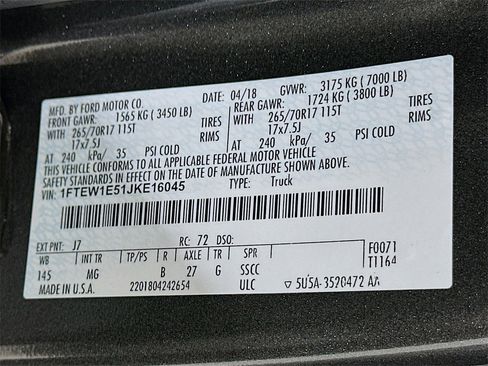 MFD. BY FORD MOTOR CO.
DATE: 04/18
GVWR: 3175 KG ( 7000 LB)
FRONT GAWR: 1565 KG ( 3450 LB)
REAR GAWR: 1724 KG ( 3800 LB)
WITH
265/70R17 115T TIRES
WITH
265/70R17 115T TIRES
17x7.5J RIMS
17x7.5J RIMS
AT 240 kPa/ 35 PSI COLD
AT 240 kPa/ 35 PSI COLD
THIS VEHICLE CONFORMS TO ALL APPLICABLE FEDERAL MOTOR VEHICLE
SAFETY STANDARDS IN EFFECT ON THE DATE OF MANUFACTURE SHOWN ABOVE.
VIN: 1FTEW1E51JKE16045
TYPE: Truck
EXT PNT: J7 RC: 72 DSO:
WB INT TR TP/PS R AXLE TR SPR
F0071
T1164
145 MG B 27 G SSCC
MADE IN U.S.A. 2201804242654 ULC
5U5A-3520472 AA